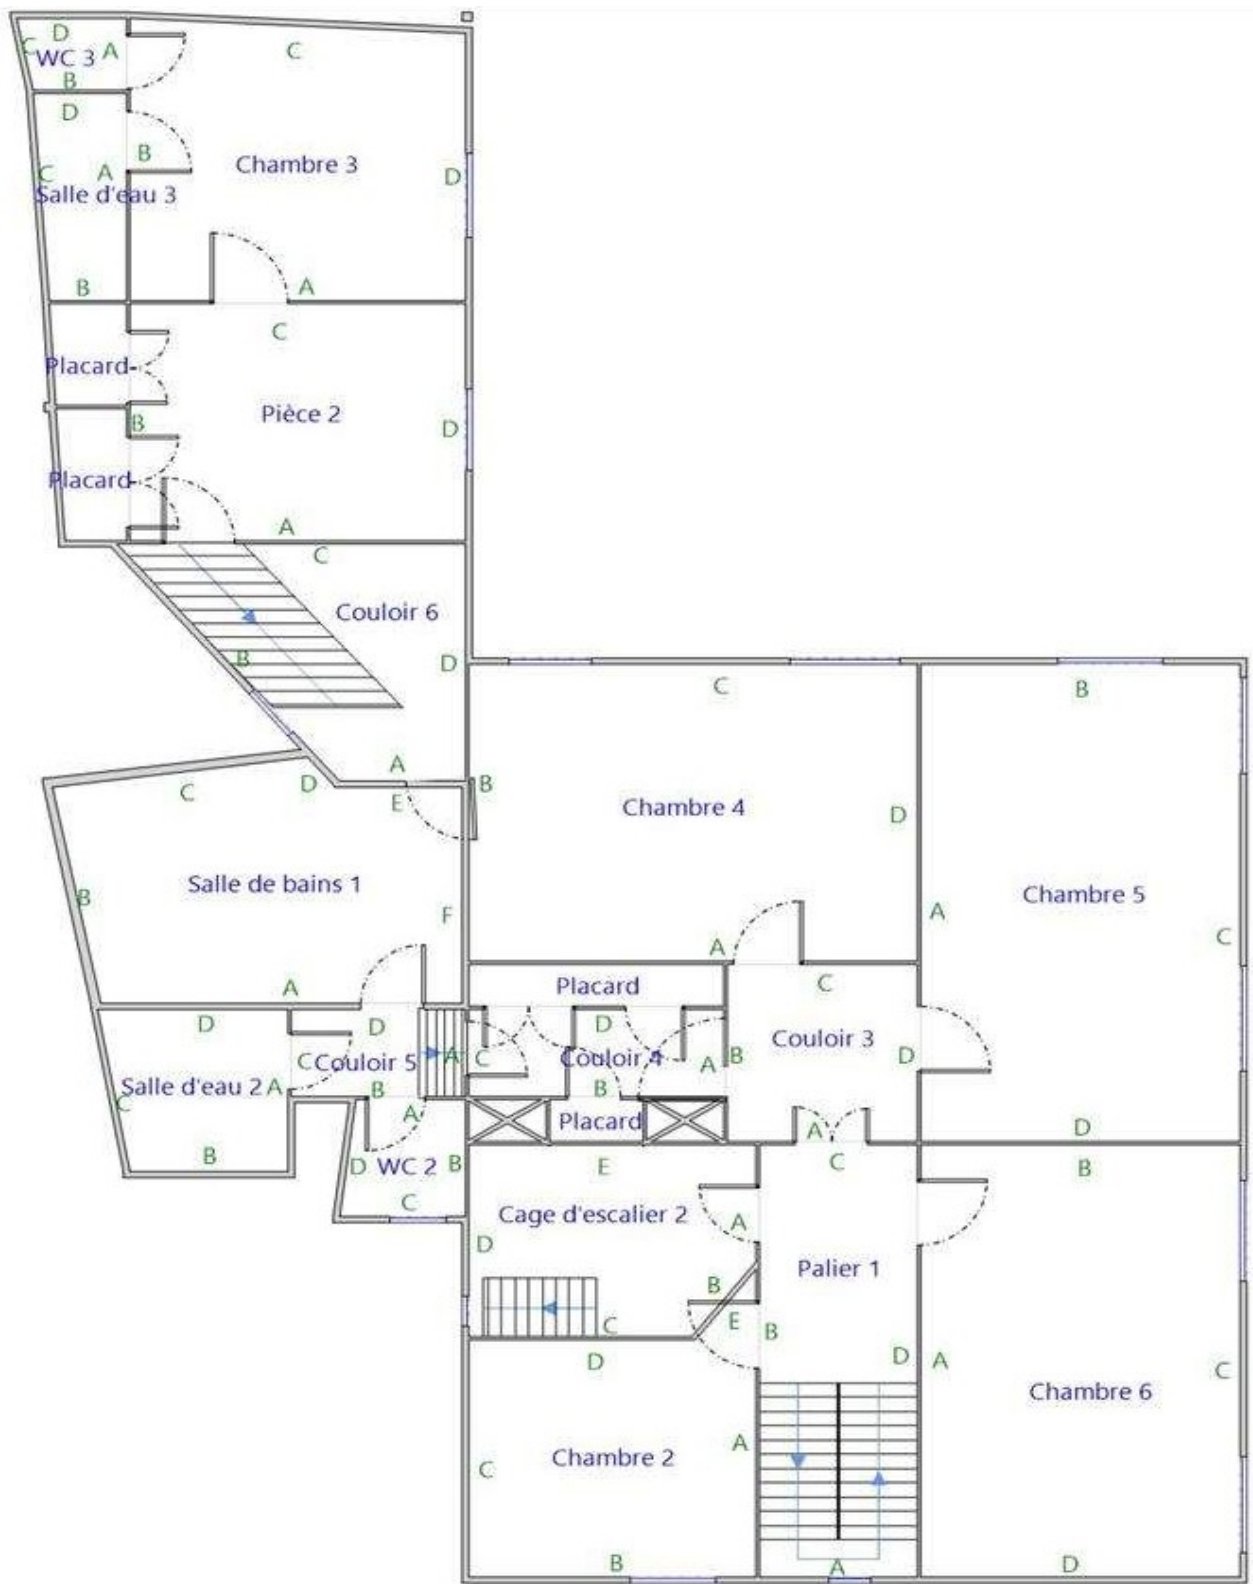 D
C
A
C
WC 3
B
D
B
Chambre 3
C
A
D
Salle d'eau 3
B
A
C
Placard
Pièce 2
B
D
Placard
A
C
Couloir 6
B
D
C
B
A
D
B
C
E
Chambre 4
D
Salle de bains 1
B
Chambre 5
F
A
C
A
A
Placard
C
D
D
D
Couloir 3
C
Couloir 5
A
C
Couloir 4
A
B
D
Salle d'eau 2
A
B
B
C
A
Placard
A
D
B
D
WC 2
B
E
C
B
C
Cage d'escalier 2
A
D
Palier 1
B
C
E
B
D
D
A
C
Chambre 6
A
Chambre 2
C
B
A
D